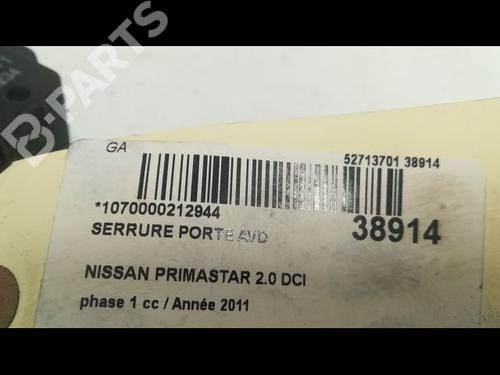 B-PARTS
GA
52713701 38914
*1070000212944
38914
SERRURE PORTE AVD
NISSAN PRIMASTAR 2.0 DCI
phase 1 cc / Année 2011